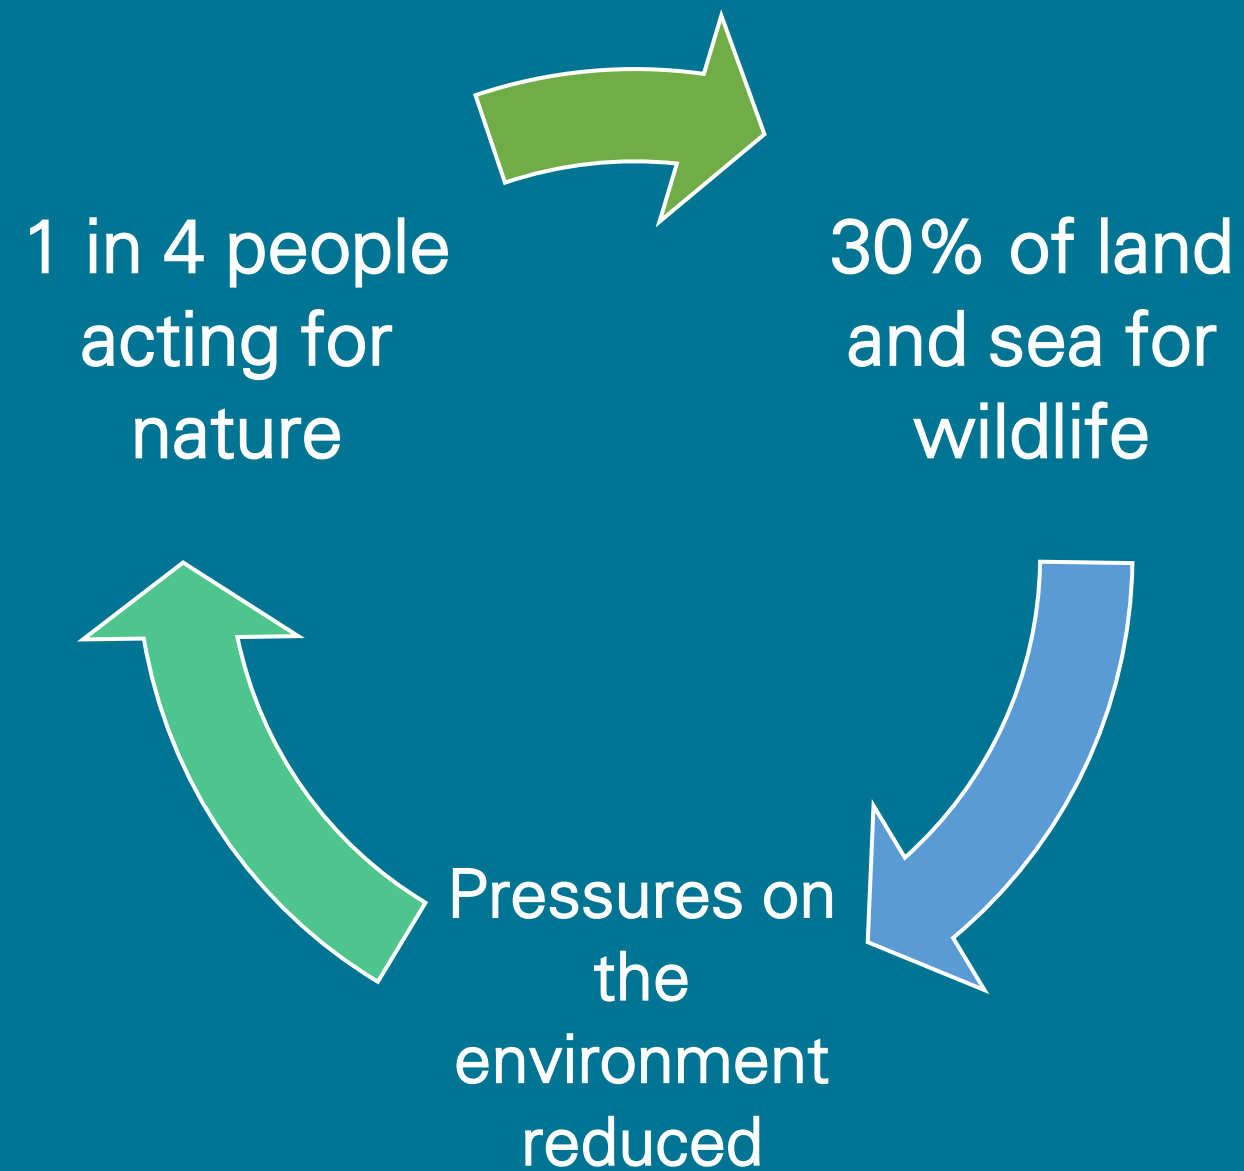 1 in 4 people
acting for
nature
30% of land
and sea for
wildlife
Pressures on
the
environment
reduced